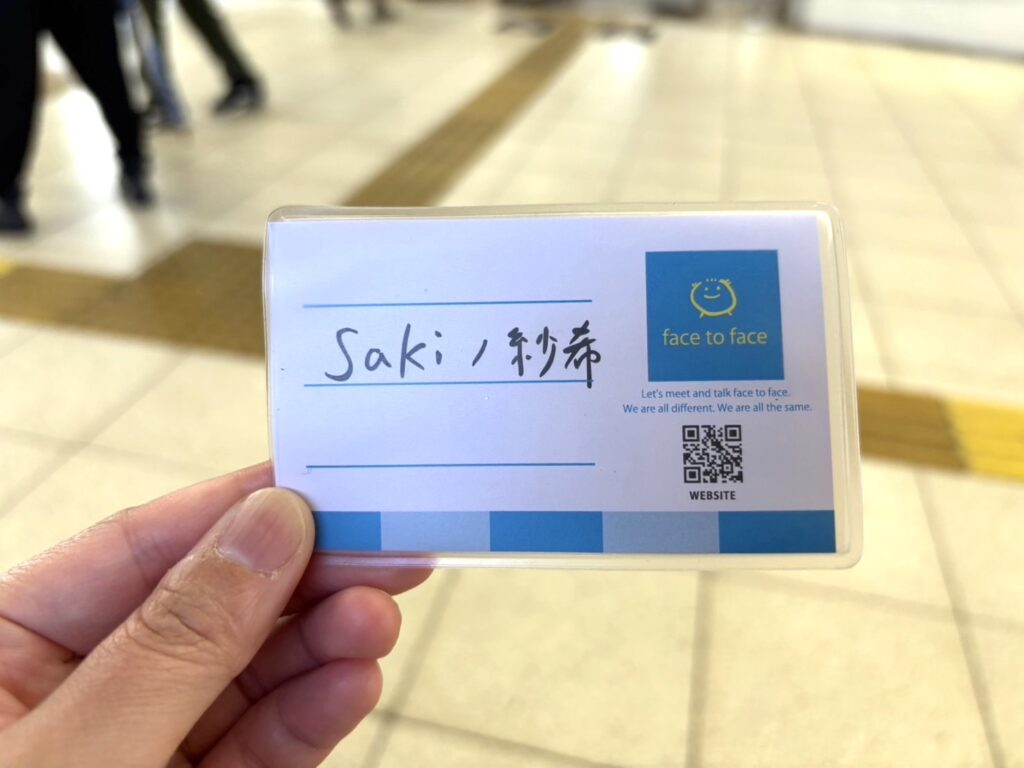 Saki / 紗希
face to face
Let's meet and talk face to face.
We are all different. We are all the same.
WEBSITE